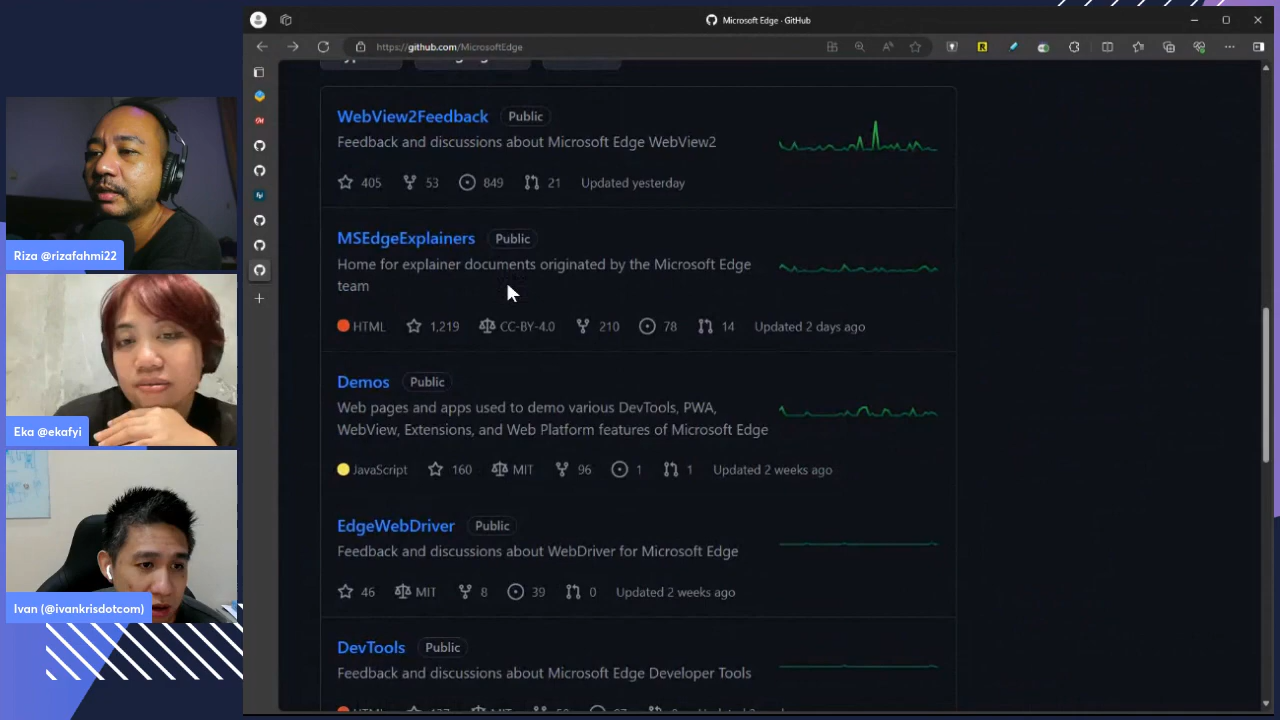 Microsoft Edge · GitHub
https://github.com/MicrosoftEdge
WebView2Feedback Public
Feedback and discussions about Microsoft Edge WebView2
405 53 849 21 Updated yesterday
MSEdgeExplainers Public
Home for explainer documents originated by the Microsoft Edge
team
HTML 1,219 CC-BY-4.0 210 78 14 Updated 2 days ago
Demos Public
Web pages and apps used to demo various DevTools, PWA,
WebView, Extensions, and Web Platform features of Microsoft Edge
JavaScript 160 MIT 96 1 1 Updated 2 weeks ago
EdgeWebDriver Public
Feedback and discussions about WebDriver for Microsoft Edge
46 MIT 8 39 0 Updated 2 weeks ago
DevTools Public
Feedback and discussions about Microsoft Edge Developer Tools
Riza @rizafahmi22
Eka @ekafyi
Ivan (@ivankrisdotcom)